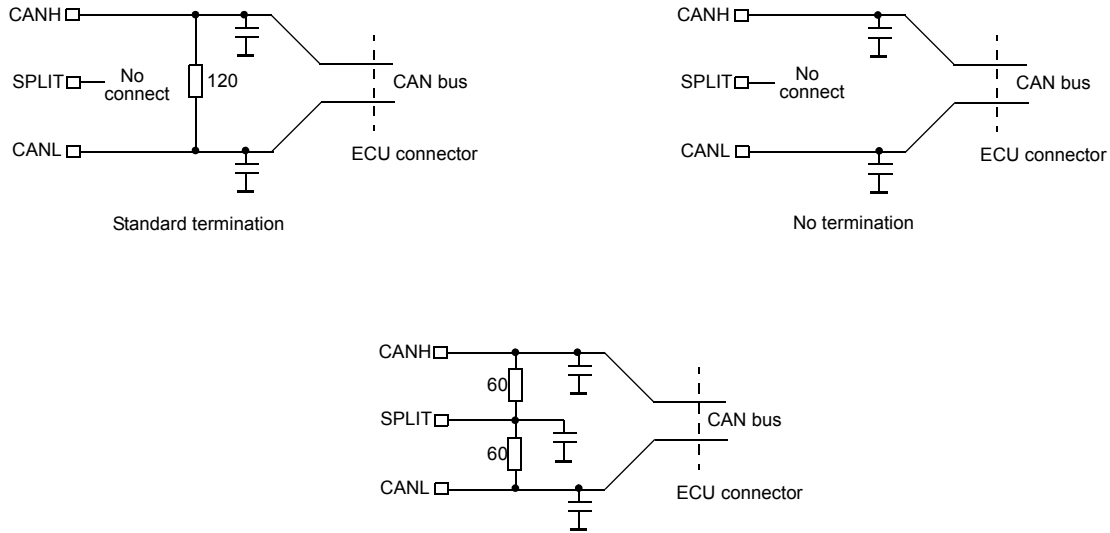 CANH
SPLIT
No
connect
120
CANL
CAN bus
ECU connector
Standard termination
CANH
SPLIT
No
connect
CANL
CAN bus
ECU connector
No termination
CANH
60
SPLIT
60
CANL
CAN bus
ECU connector